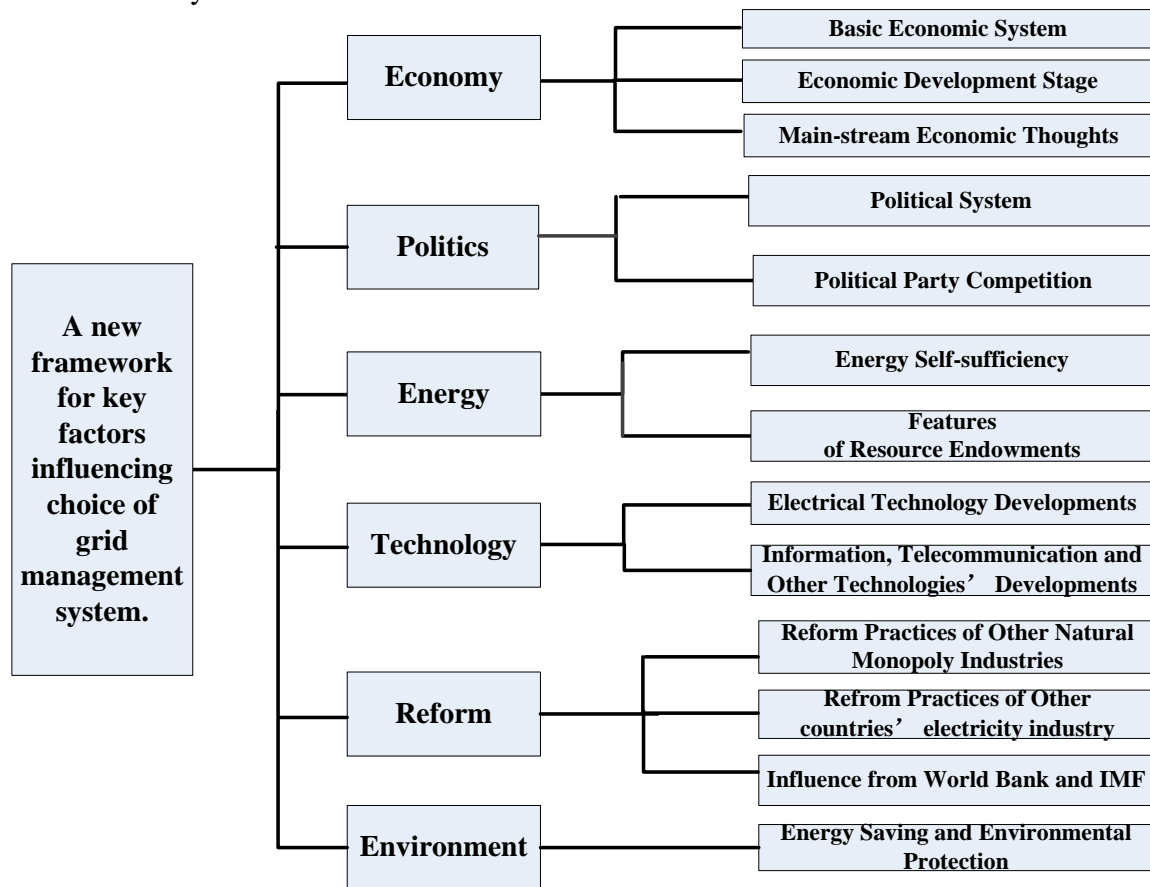 Basic Economic System
Economy
Economic Development Stage
Main-stream Economic Thoughts
Political System
Politics
Political Party Competition
A new
framework
for key
factors
influencing
choice of
grid
management
system.
Energy Self-sufficiency
Energy
Features
of Resource Endowments
Electrical Technology Developments
Technology
Information, Telecommunication and
Other Technologies’ Developments
Reform Practices of Other Natural
Monopoly Industries
Reform
Refrom Practices of Other
countries’ electricity industry
Influence from World Bank and IMF
Environment
Energy Saving and Environmental
Protection